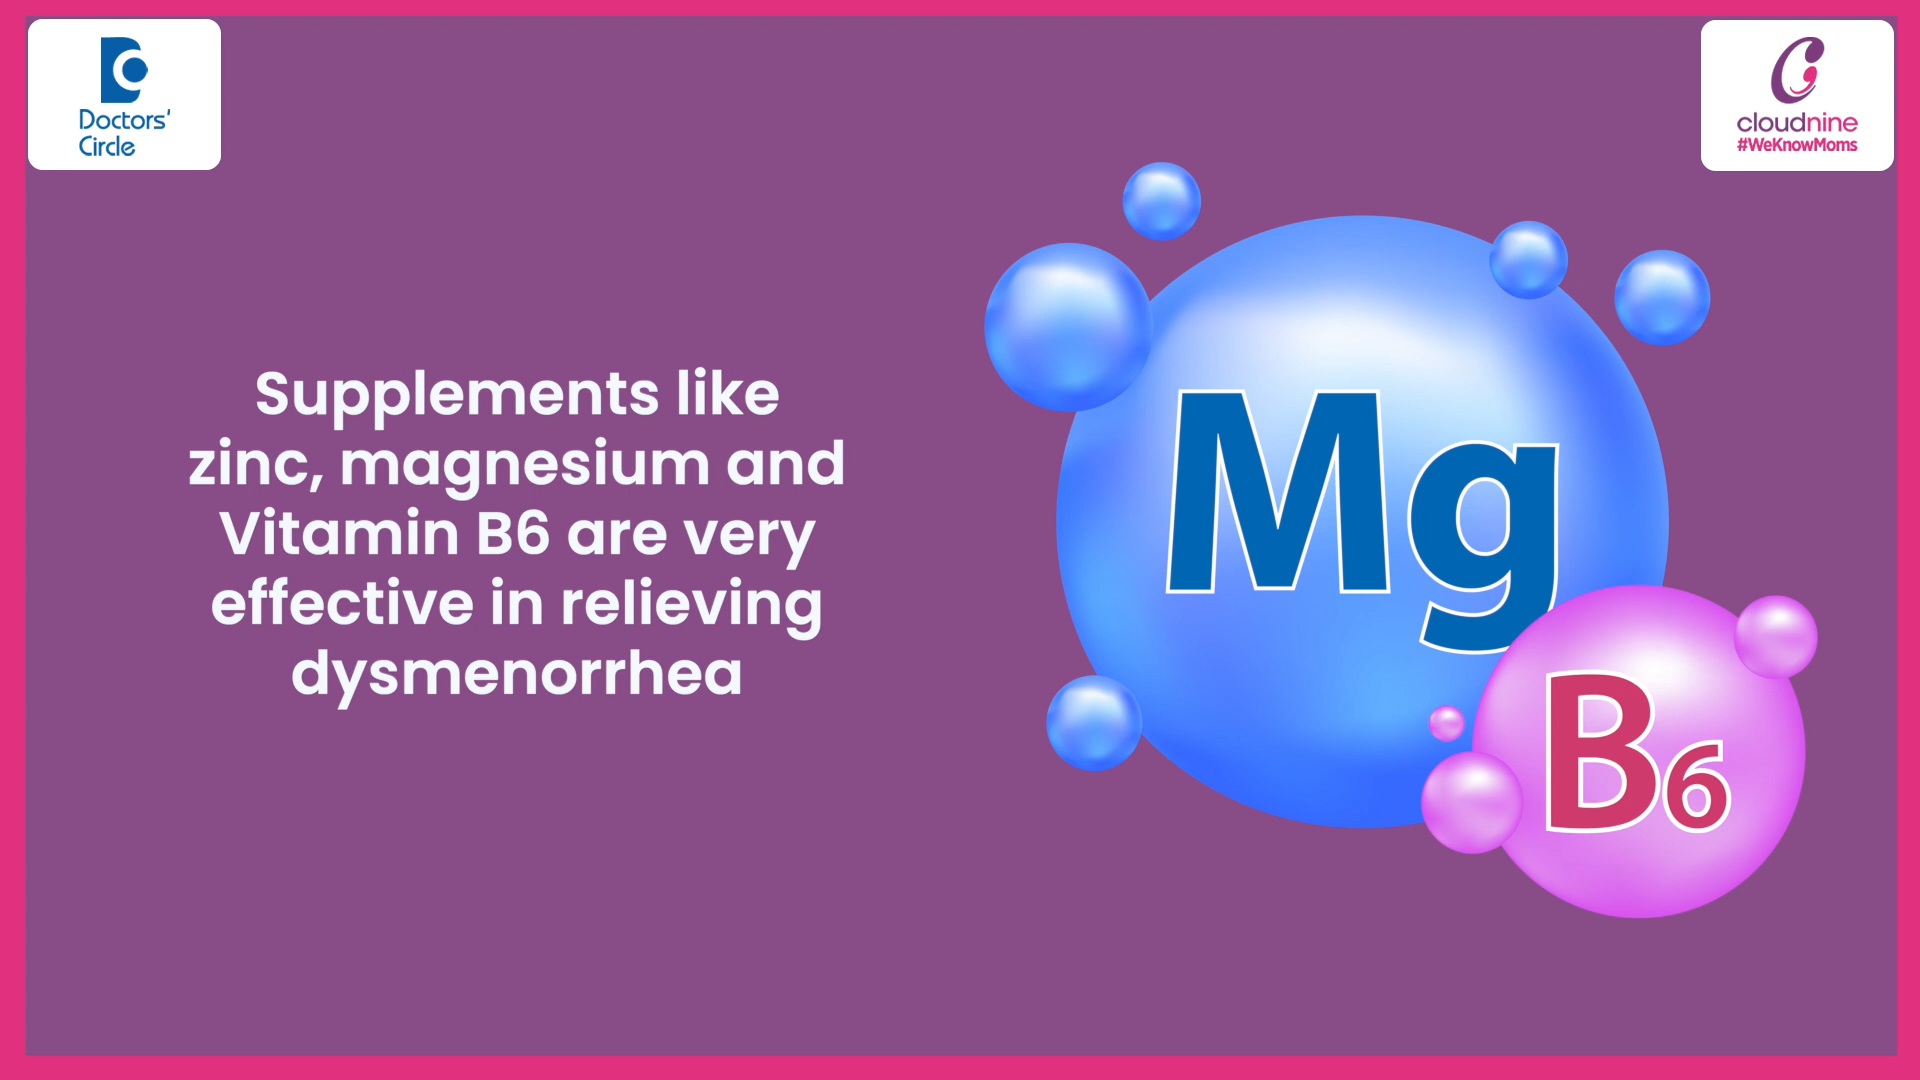 Doctors'
Circle
cloudnine
#WeKnowMoms
Supplements like
zinc, magnesium and
Vitamin B6 are very
effective in relieving
dysmenorrhea
Mg
B6